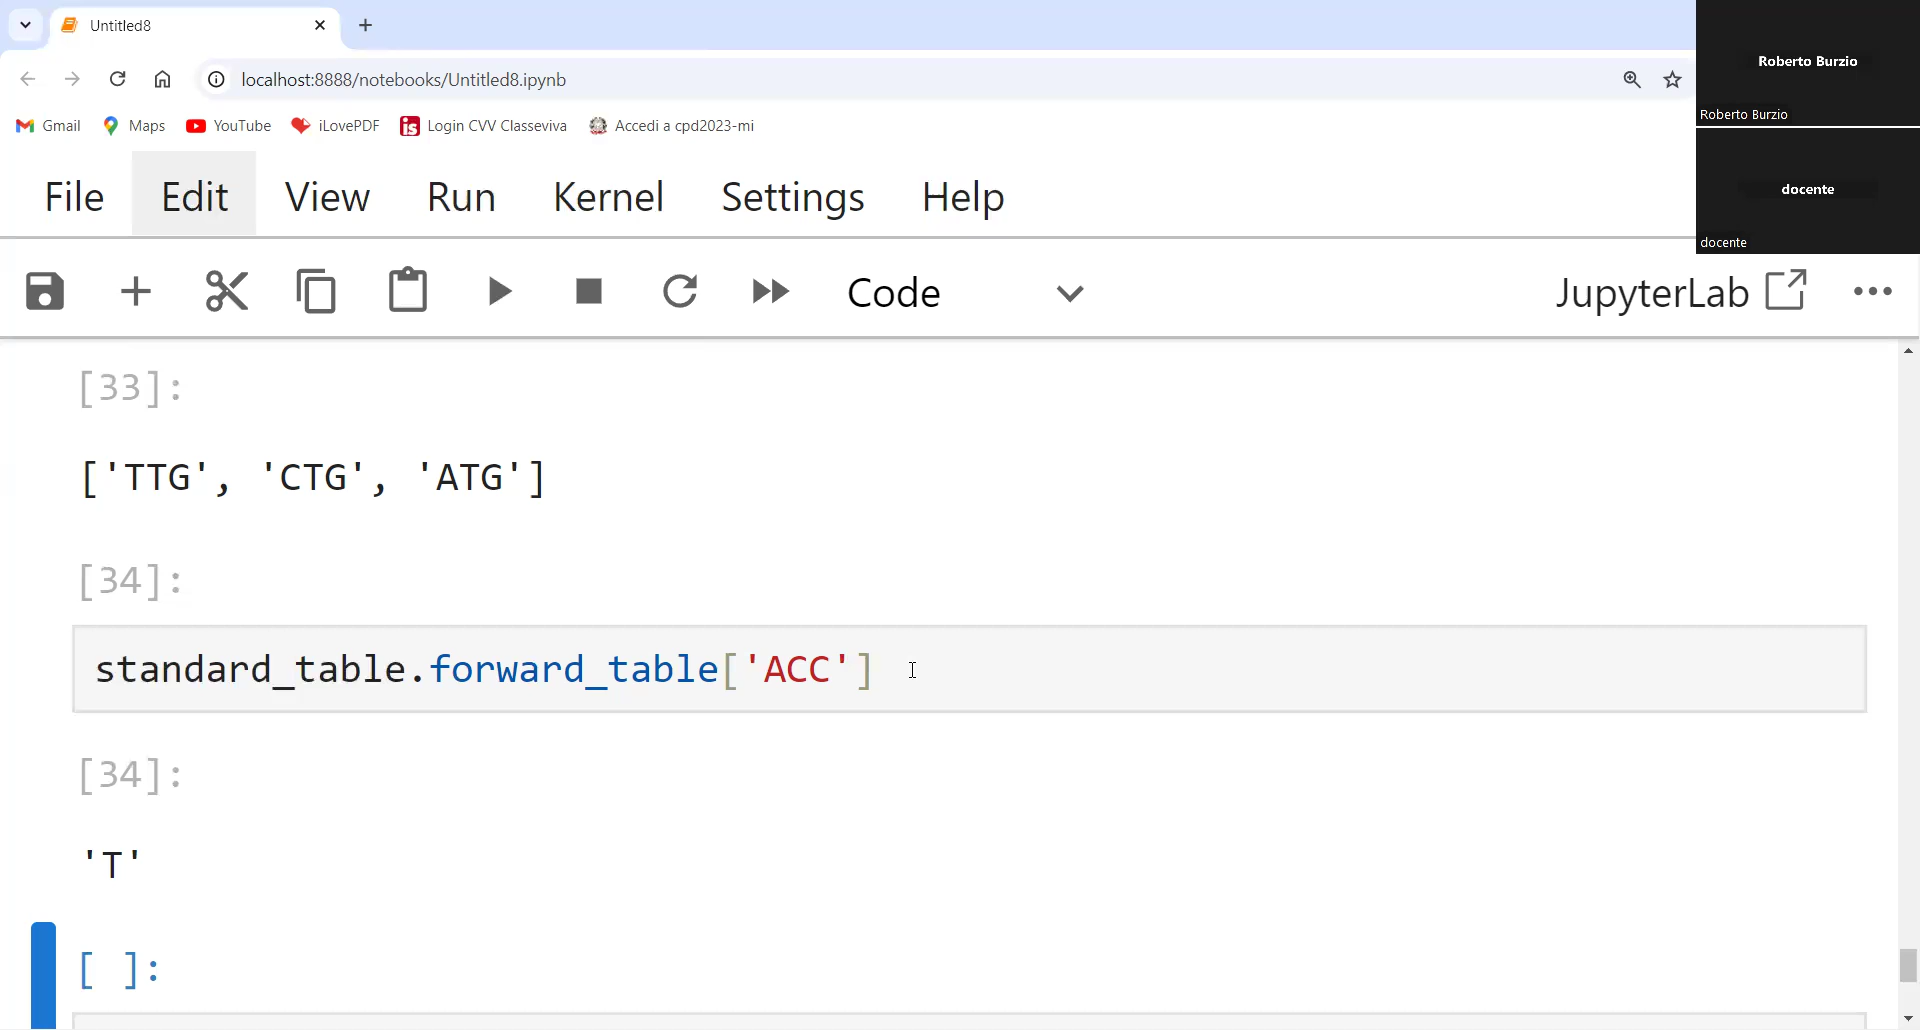 Untitled8
localhost:8888/notebooks/Untitled8.ipynb
Gmail Maps YouTube iLovePDF Login CVV Classeviva Accedi a cpd2023-mi
Roberto Burzio
Roberto Burzio
docente
docente
File Edit View Run Kernel Settings Help
Code JupyterLab
[33]:
['TTG', 'CTG', 'ATG']
[34]:
standard_table.forward_table['ACC']
[34]:
'T'
[ ]: